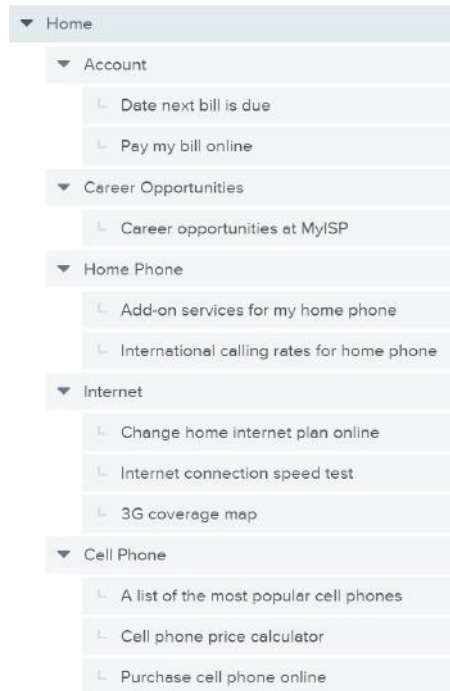 Home
Account
Date next bill is due
Pay my bill online
Career Opportunities
Career opportunities at MyISP
Home Phone
Add-on services for my home phone
International calling rates for home phone
Internet
Change home internet plan online
Internet connection speed test
3G coverage map
Cell Phone
A list of the most popular cell phones
Cell phone price calculator
Purchase cell phone online